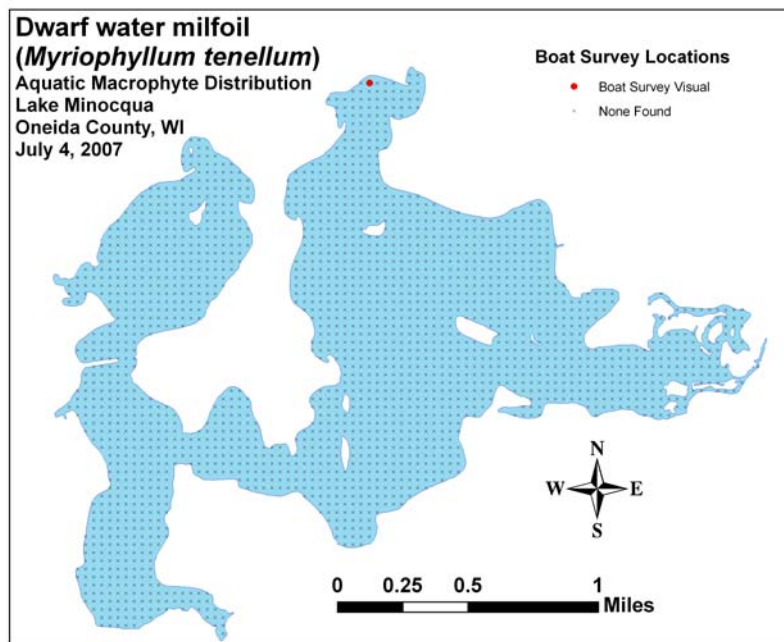 Dwarf water milfoil
(Myriophyllum tenellum)
Aquatic Macrophyte Distribution
Lake Minocqua
Oneida County, WI
July 4, 2007
Boat Survey Locations
Boat Survey Visual
None Found
N
W E
S
0 0.25 0.5 1
Miles